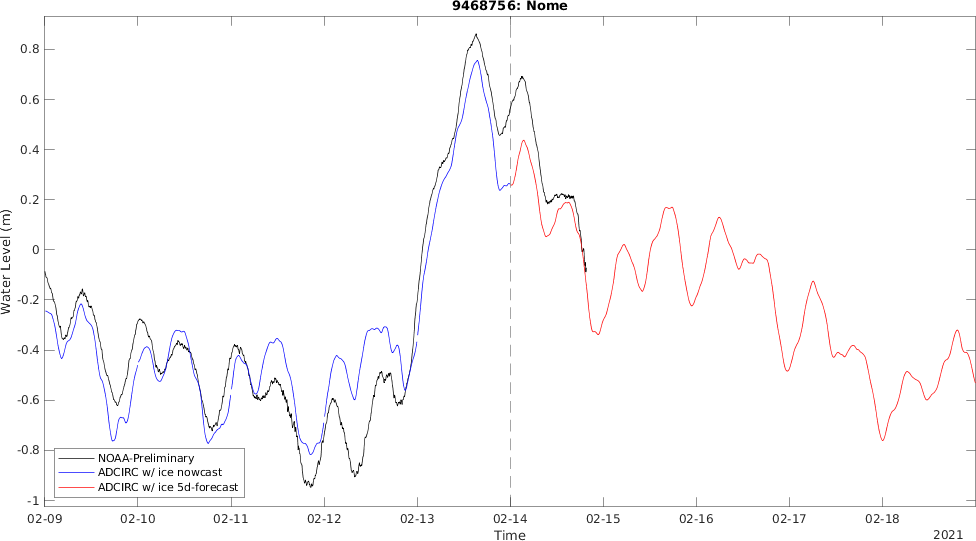 9468756: Nome
Water Level (m)
0.8
0.6
0.4
0.2
0
-0.2
-0.4
-0.6
-0.8
-1
NOAA-Preliminary
ADCIRC w/ ice nowcast
ADCIRC w/ ice 5d-forecast
02-09 02-10 02-11 02-12 02-13 02-14 02-15 02-16 02-17 02-18
Time
2021